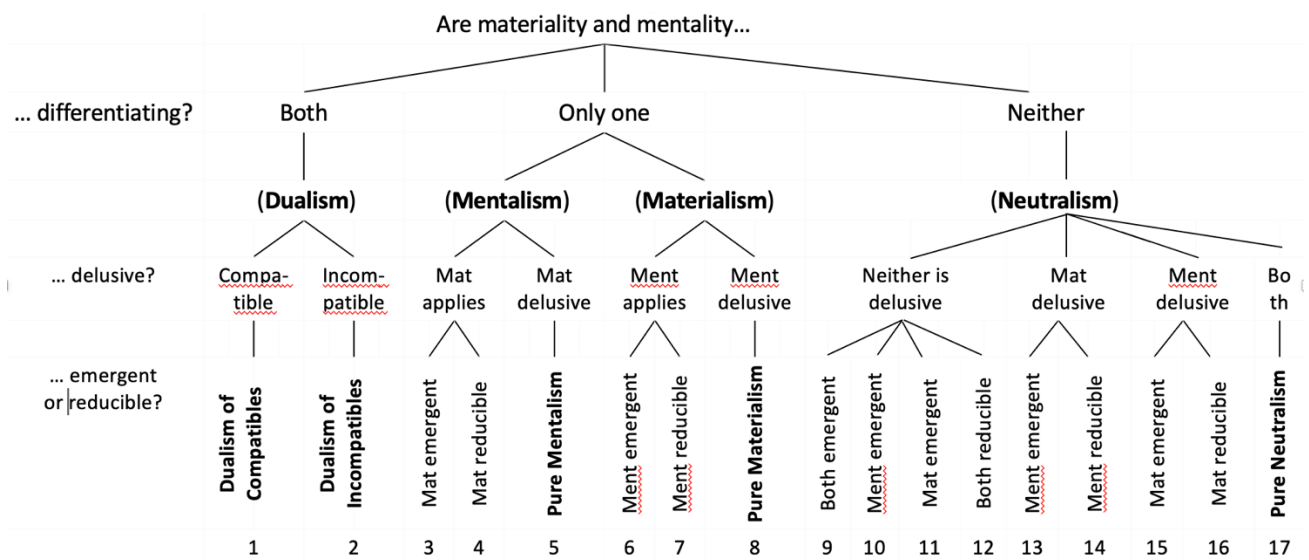 Are materiality and mentality...
... differentiating? Both Only one Neither
(Dualism) (Mentalism) (Materialism) (Neutralism)
... delusive? Compa- Incom- Mat Mat Ment Ment Neither is Mat Ment Bo
tible patible applies delusive applies delusive delusive delusive delusive th
... emergent
or reducible?
Dualism of
Compatibles
Dualism of
Incompatibles
Mat emergent
Mat reducible
Pure Mentalism
Ment emergent
Ment reducible
Pure Materialism
Both emergent
Ment emergent
Mat emergent
Both reducible
Ment emergent
Ment reducible
Mat emergent
Mat reducible
Pure Neutralism
1 2 3 4 5 6 7 8 9 10 11 12 13 14 15 16 17